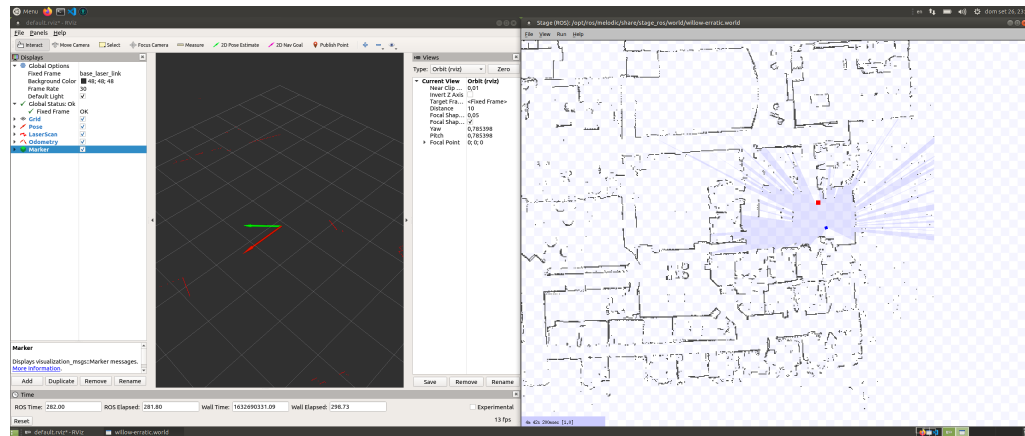 Menu
default.rviz* - RViz
File Panels Help
Interact Move Camera Select Focus Camera Measure 2D Pose Estimate 2D Nav Goal Publish Point
Displays
Global Options
Fixed Frame base_laser_link
Background Color 48; 48; 48
Frame Rate 30
Default Light
Global Status: Ok
Fixed Frame OK
Grid
Pose
LaserScan
Odometry
Marker
Marker
Displays visualization_msgs::Marker messages.
More Information.
Add Duplicate Remove Rename
Views
Type: Orbit (rviz) Zero
Current View Orbit (rviz)
Near Clip ... 0,01
Invert Z Axis
Target Fra... <Fixed Frame>
Distance 10
Focal Shap... 0,05
Focal Shap...
Yaw 0,785398
Pitch 0,785398
Focal Point 0; 0; 0
Save Remove Rename
Time
ROS Time: 282.00 ROS Elapsed: 281.80 Wall Time: 1632690331.09 Wall Elapsed: 298.73 Experimental
Reset 13 fps
default.rviz* - RViz willow-erratic.world
en dom set 26, 23
Stage (ROS): /opt/ros/melodic/share/stage_ros/world/willow-erratic.world
File View Run Help